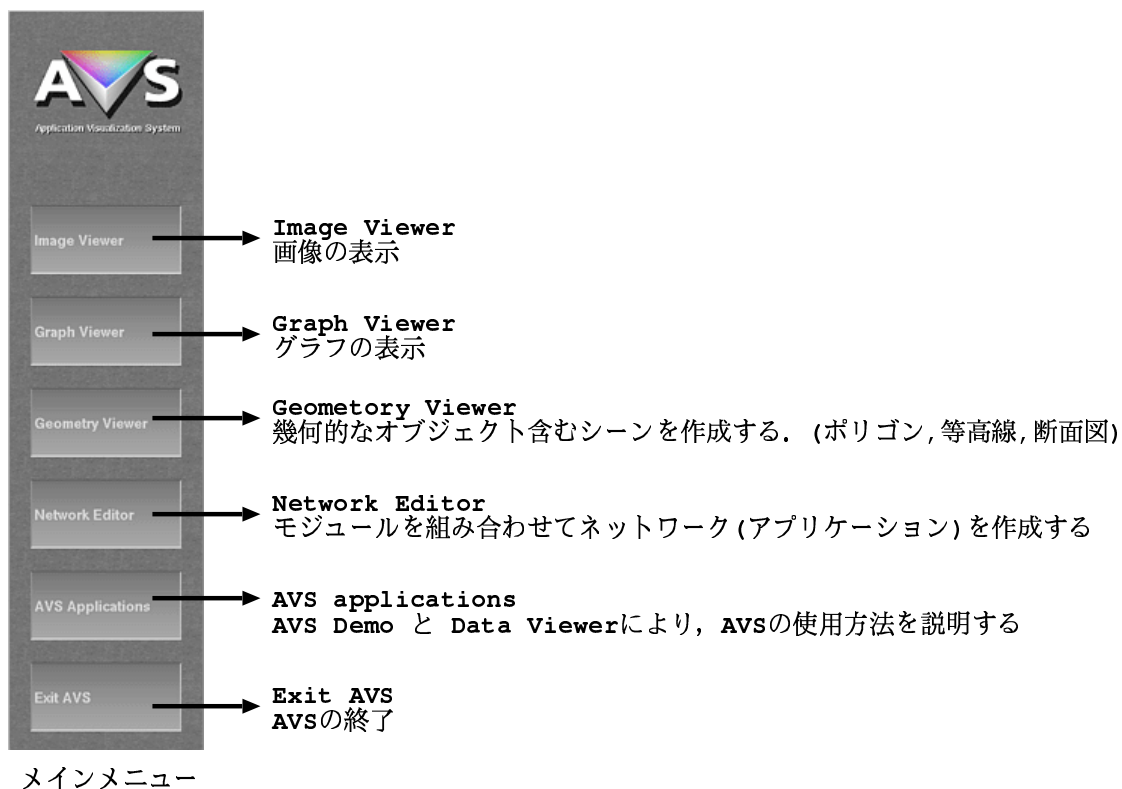 AVS
Application Visualization System
Image Viewer
Image Viewer
画像の表示
Graph Viewer
Graph Viewer
グラフの表示
Geometry Viewer
Geometory Viewer
幾何的なオブジェクト含むシーンを作成する．(ポリゴン,等高線,断面図)
Network Editor
Network Editor
モジュールを組み合わせてネットワーク(アプリケーション)を作成する
AVS Applications
AVS applications
AVS Demo と Data Viewerにより，AVSの使用方法を説明する
Exit AVS
Exit AVS
AVSの終了
メインメニュー